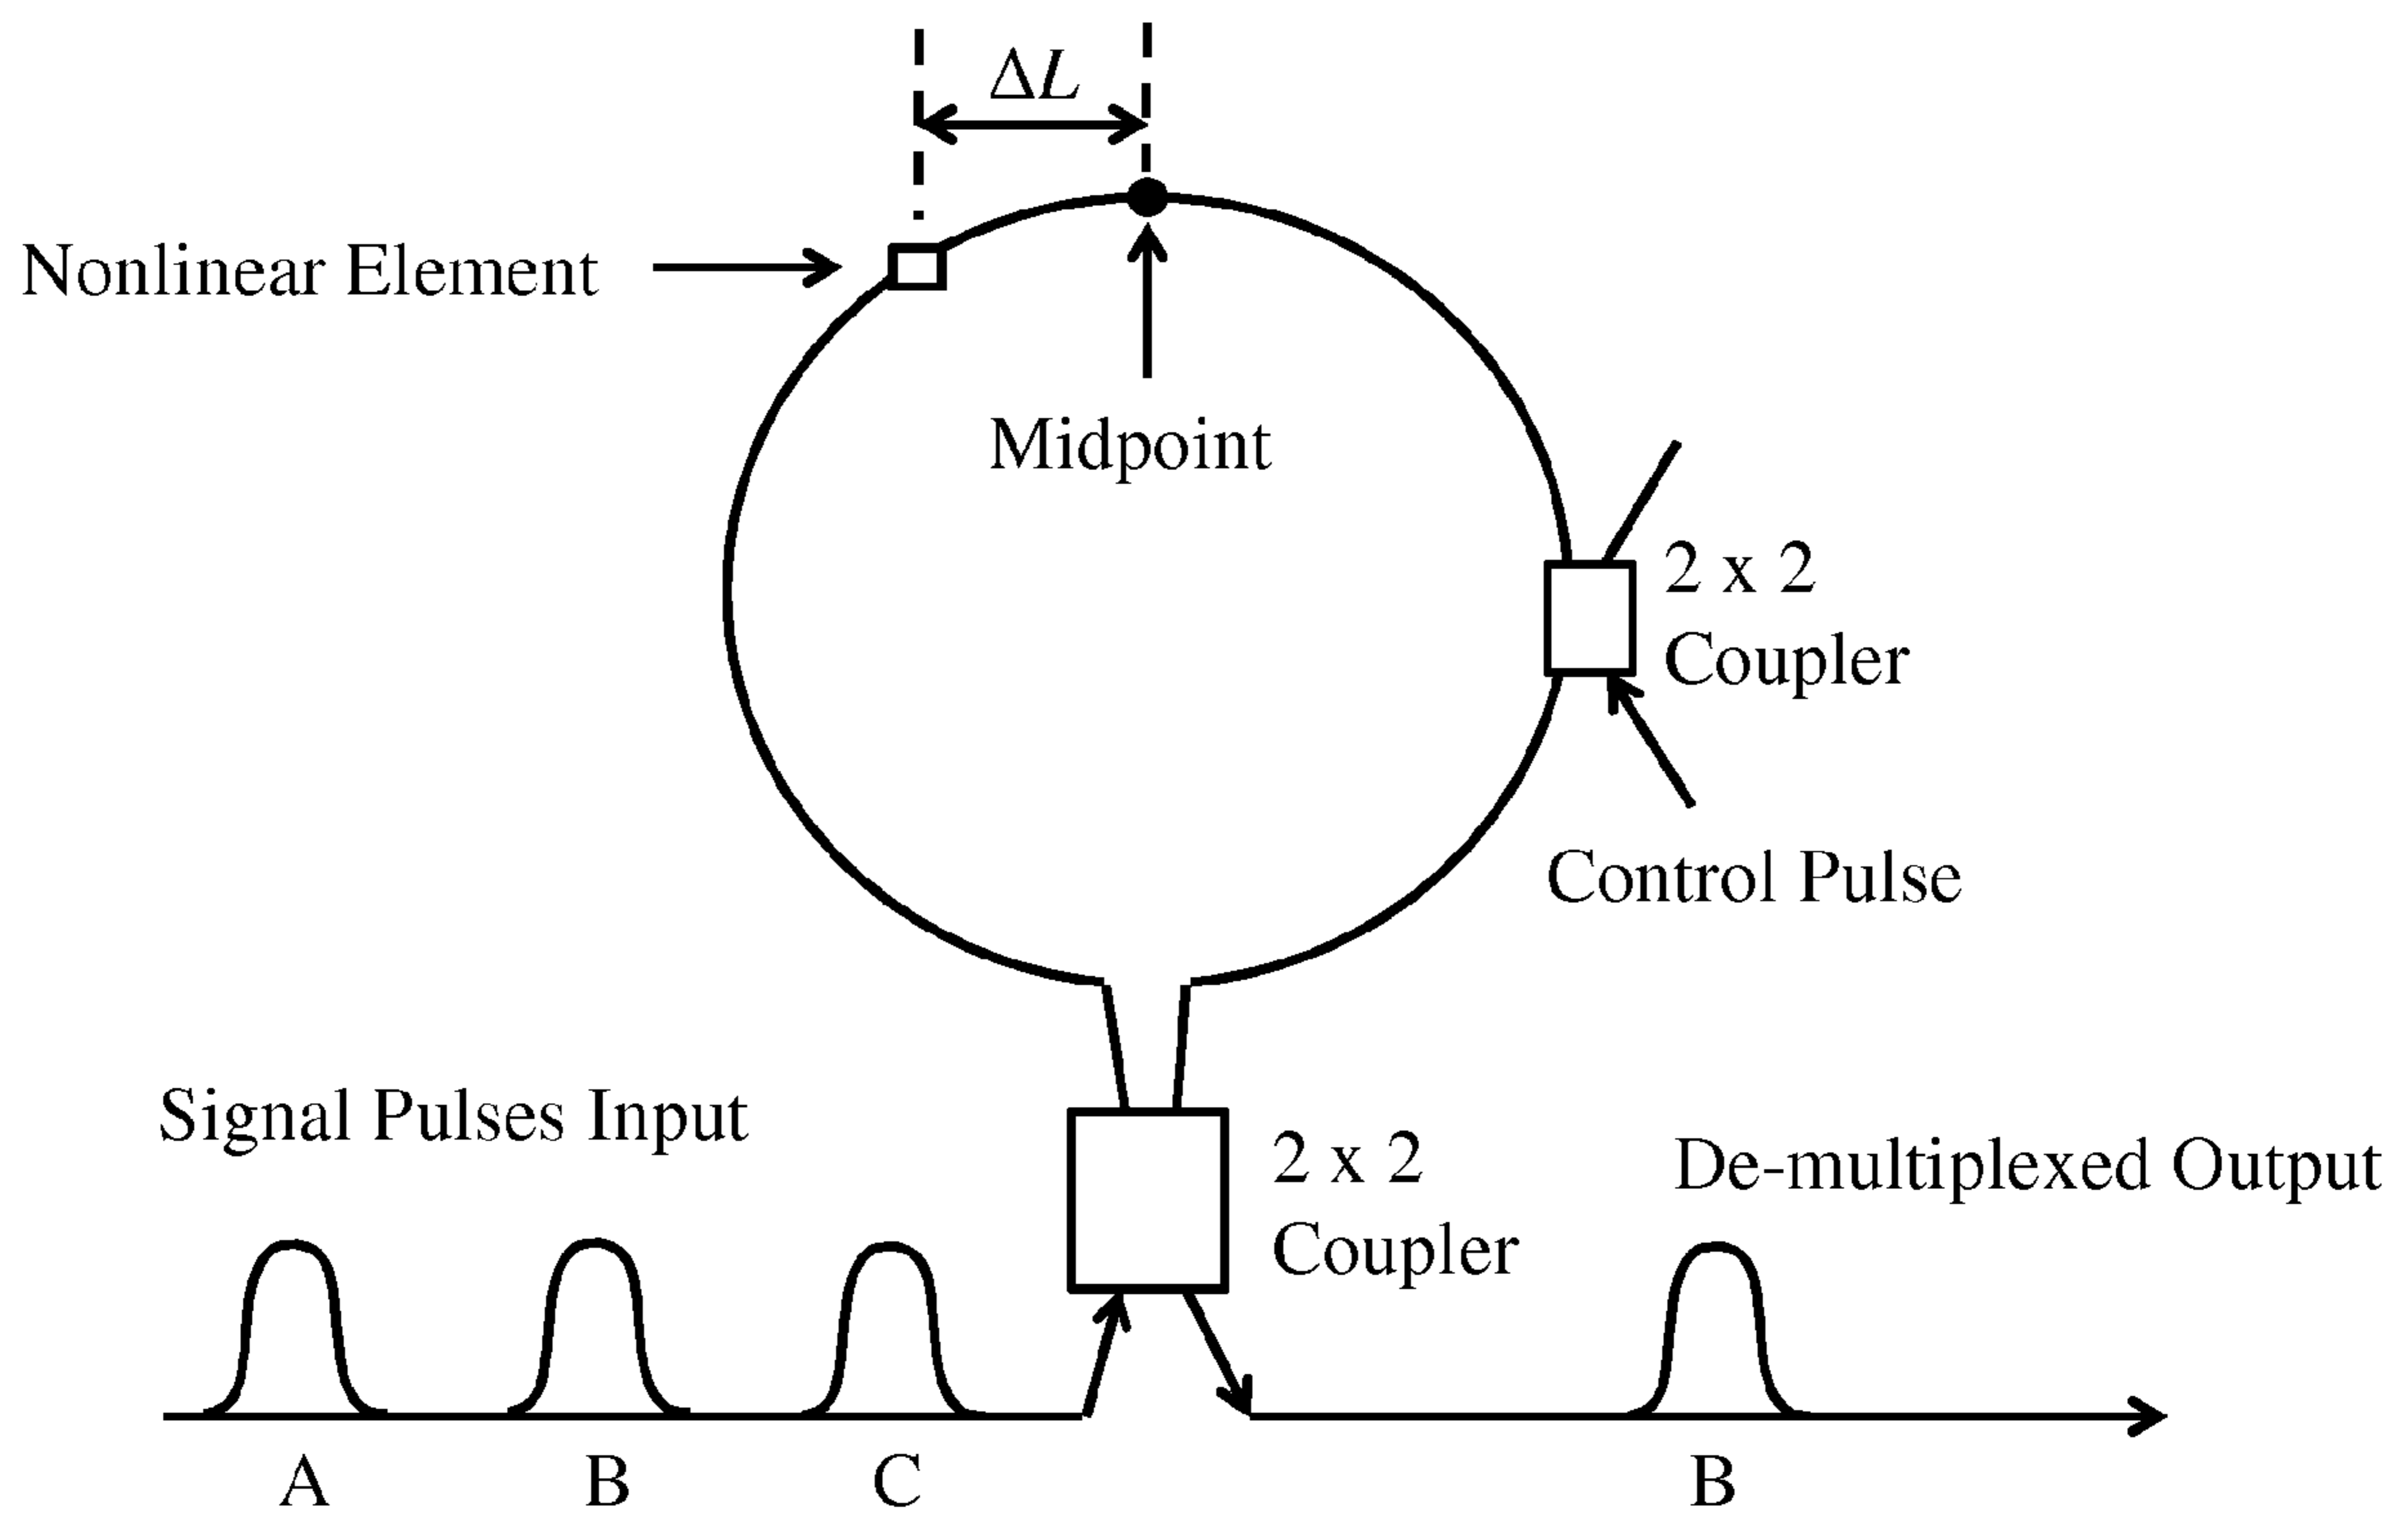 ΔL
Nonlinear Element
Midpoint
2 x 2
Coupler
Control Pulse
Signal Pulses Input
2 x 2
Coupler
De-multiplexed Output
A
B
C
B